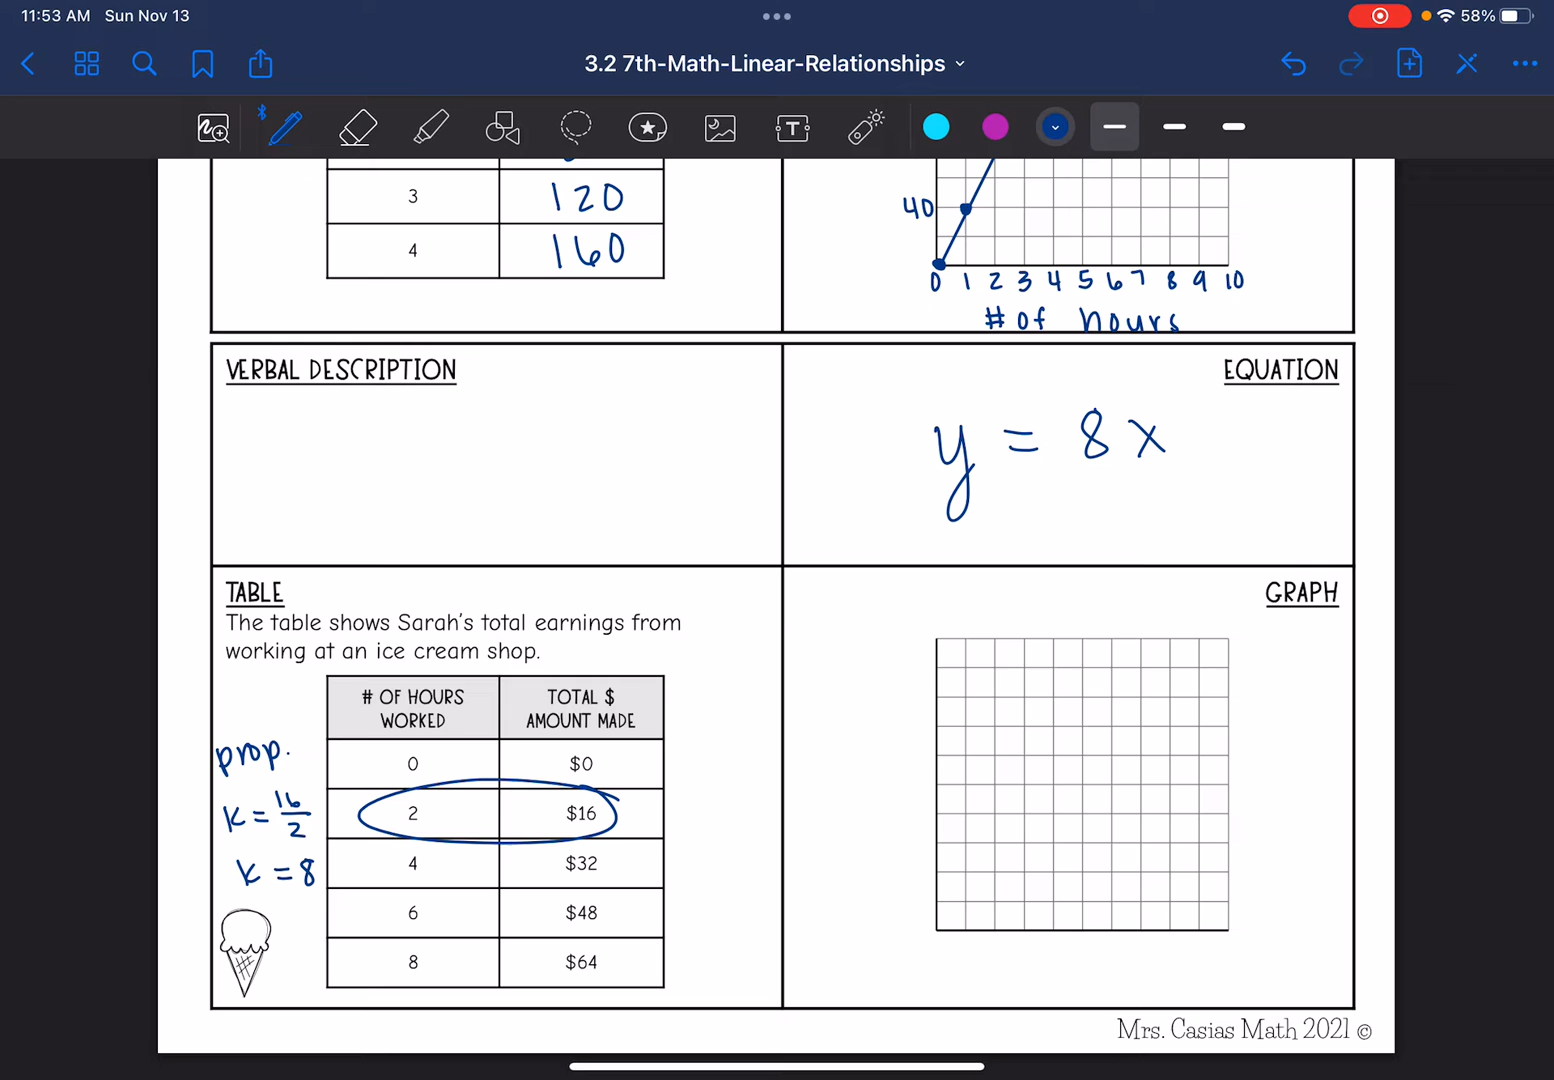 11:53 AM Sun Nov 13
58%
3.2 7th-Math-Linear-Relationships
T
3 120
4 160
40
0 1 2 3 4 5 6 7 8 9 10
# of hours
VERBAL DESCRIPTION
EQUATION
y = 8x
TABLE
The table shows Sarah's total earnings from
working at an ice cream shop.
# OF HOURS WORKED TOTAL $ AMOUNT MADE
0 $0
2 $16
4 $32
6 $48
8 $64
prop.
k = 16/2
k = 8
GRAPH
Mrs. Casias Math 2021 ©